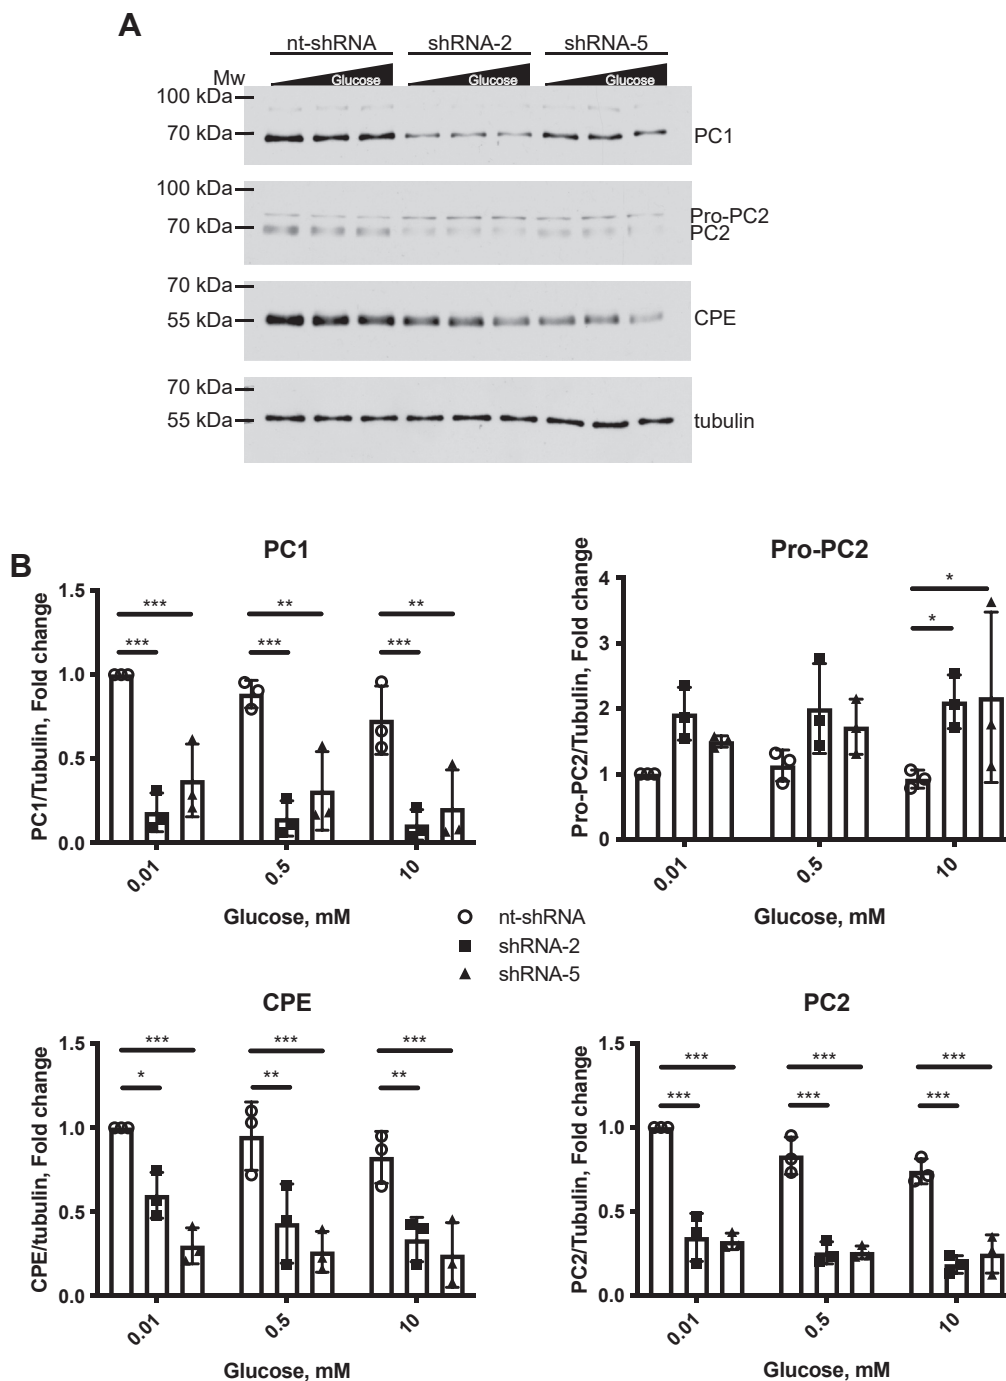 A
nt-shRNA shRNA-2 shRNA-5
Mw Glucose Glucose Glucose
100 kDa
70 kDa PC1
100 kDa
Pro-PC2
70 kDa PC2
70 kDa
55 kDa CPE
70 kDa
55 kDa tubulin
B
PC1
PC1/Tubulin, Fold change
1.5
1.0
0.5
0.0
*** ** **
*** *** ***
0.01 0.5 10
Glucose, mM
Pro-PC2
Pro-PC2/Tubulin, Fold change
4
3
2
1
0
*
*
0.01 0.5 10
Glucose, mM
nt-shRNA
shRNA-2
shRNA-5
CPE
CPE/tubulin, Fold change
1.5
1.0
0.5
0.0
*** *** ***
* ** **
0.01 0.5 10
Glucose, mM
PC2
PC2/Tubulin, Fold change
1.5
1.0
0.5
0.0
*** *** ***
*** *** ***
0.01 0.5 10
Glucose, mM